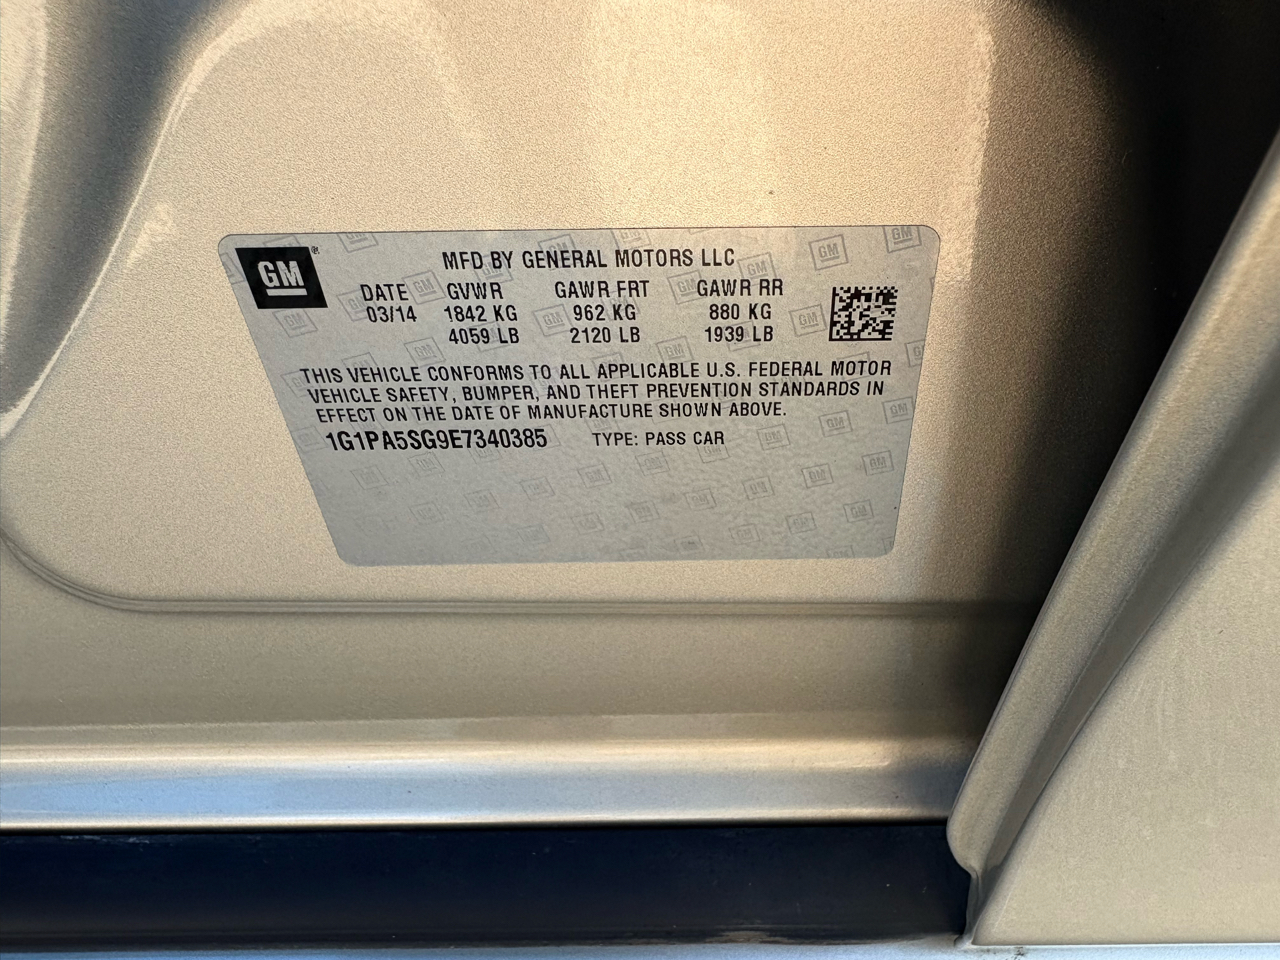 GM®
MFD BY GENERAL MOTORS LLC
DATE GVWR GAWR FRT GAWR RR
03/14 1842 KG 962 KG 880 KG
4059 LB 2120 LB 1939 LB
THIS VEHICLE CONFORMS TO ALL APPLICABLE U.S. FEDERAL MOTOR
VEHICLE SAFETY, BUMPER, AND THEFT PREVENTION STANDARDS IN
EFFECT ON THE DATE OF MANUFACTURE SHOWN ABOVE.
1G1PA5SG9E7340385 TYPE: PASS CAR